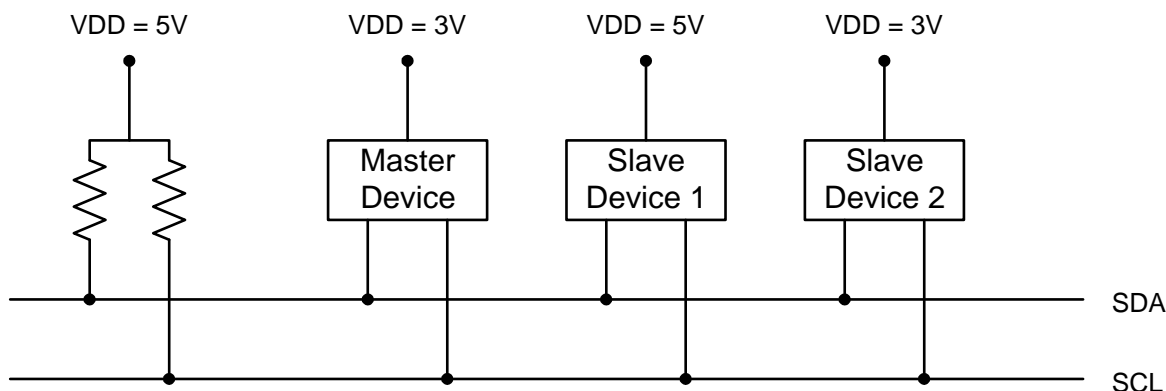 VDD = 5V
VDD = 3V
VDD = 5V
VDD = 3V
Master
Device
Slave
Device 1
Slave
Device 2
SDA
SCL